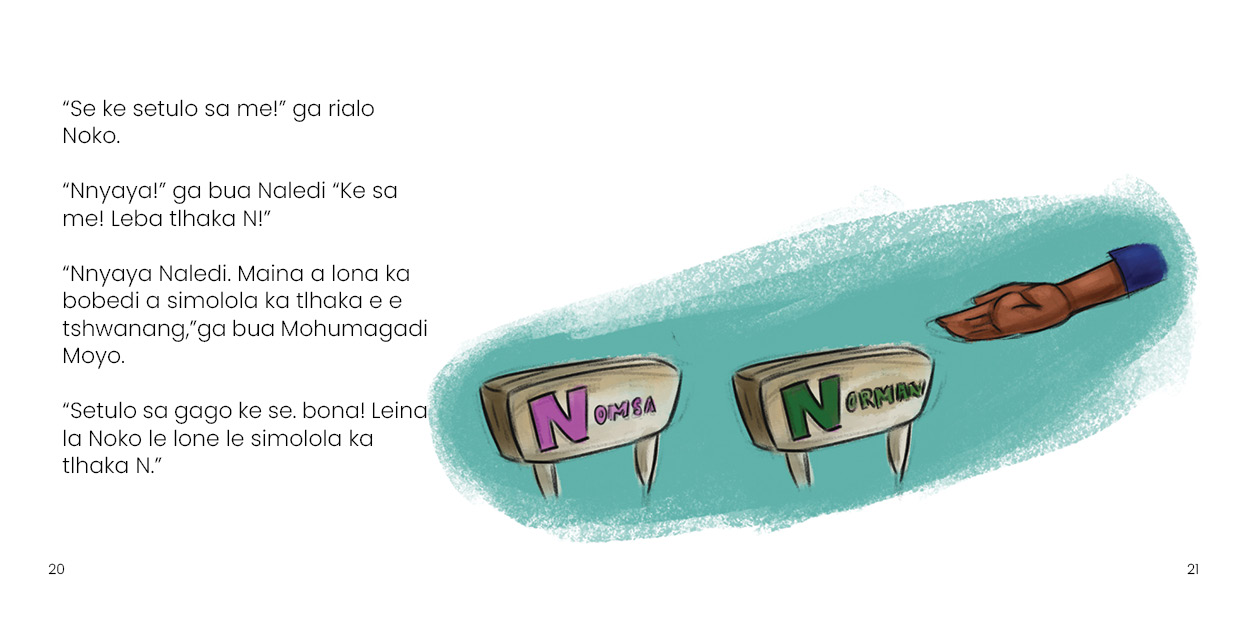 “Se ke setulo sa me!” ga rialo
Noko.
“Nnyaya!” ga bua Naledi “Ke sa
me! Leba tlhaka N!”
“Nnyaya Naledi. Maina a lona ka
bobedi a simolola ka tlhaka e e
tshwanang,”ga bua Mohumagadi
Moyo.
“Setulo sa gago ke se. bona! Leina
la Noko le lone le simolola ka
tlhaka N.”
NOMSA
NORMAN
20
21